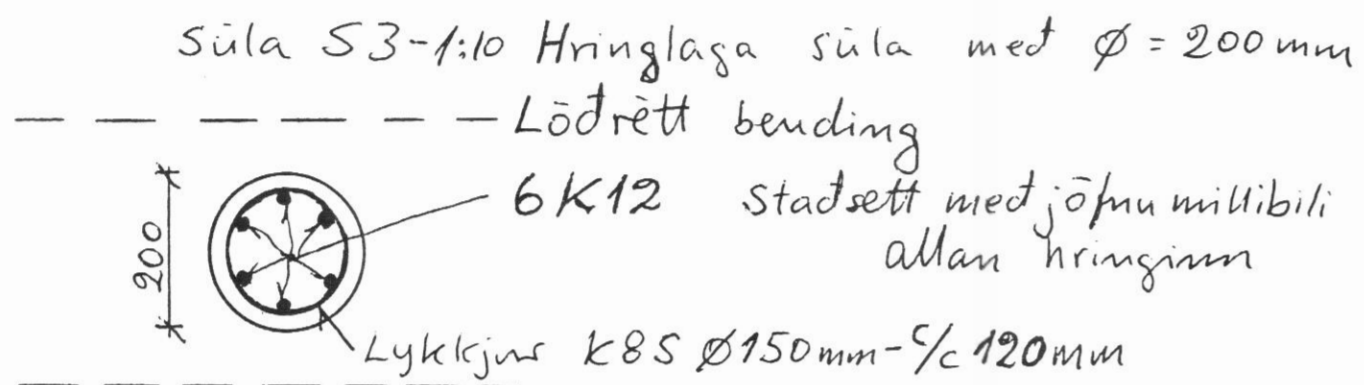 Súla S3-1:10 Hringlaga súla með Ø = 200 mm
Lóðrétt bending
6K12 Staðsett með jöfnu millibili
allan hringinn
200
Lykkjur K8S Ø150mm - c/c 120mm